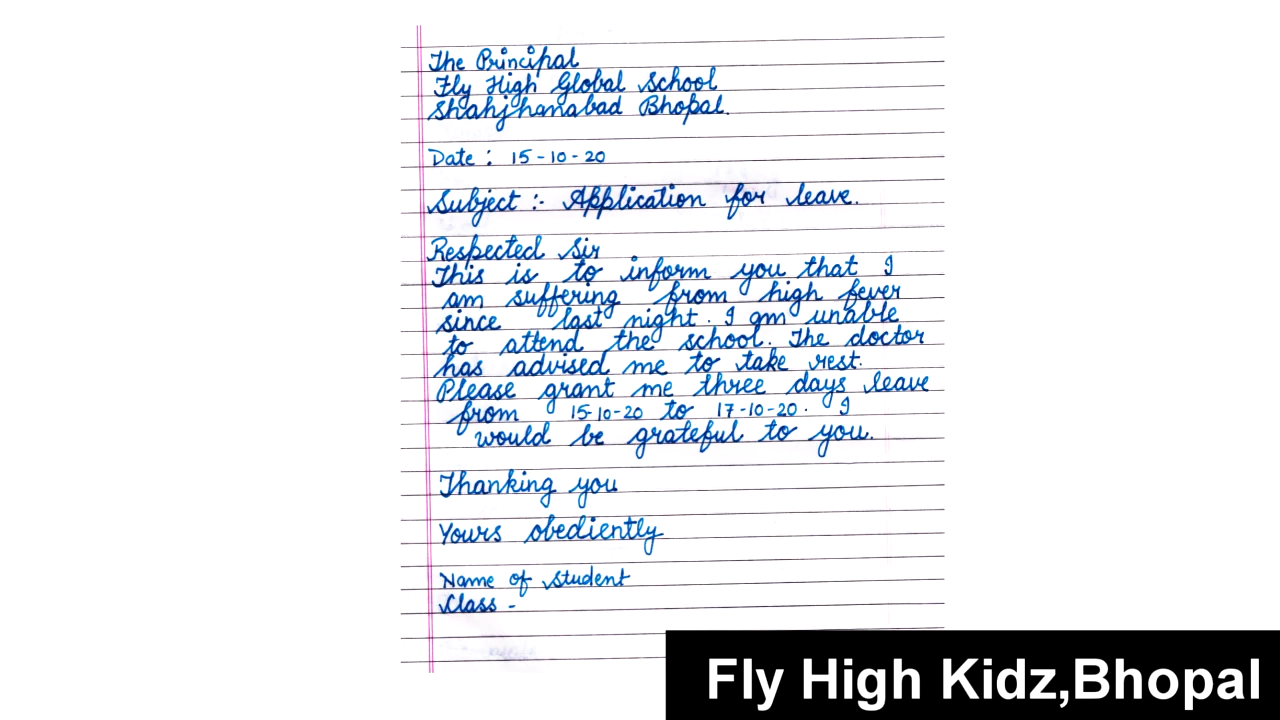 The Principal
Fly High Global School
Shahjhanabad Bhopal.
Date : 15-10-20
Subject :- Application for leave.
Respected Sir
This is to inform you that I
am suffering from high fever
since last night. I am unable
to attend the school. The doctor
has advised me to take rest.
Please grant me three days leave
from 15-10-20 to 17-10-20. I
would be grateful to you.
Thanking you
Yours obediently
Name of student
Class -
Fly High Kidz,Bhopal